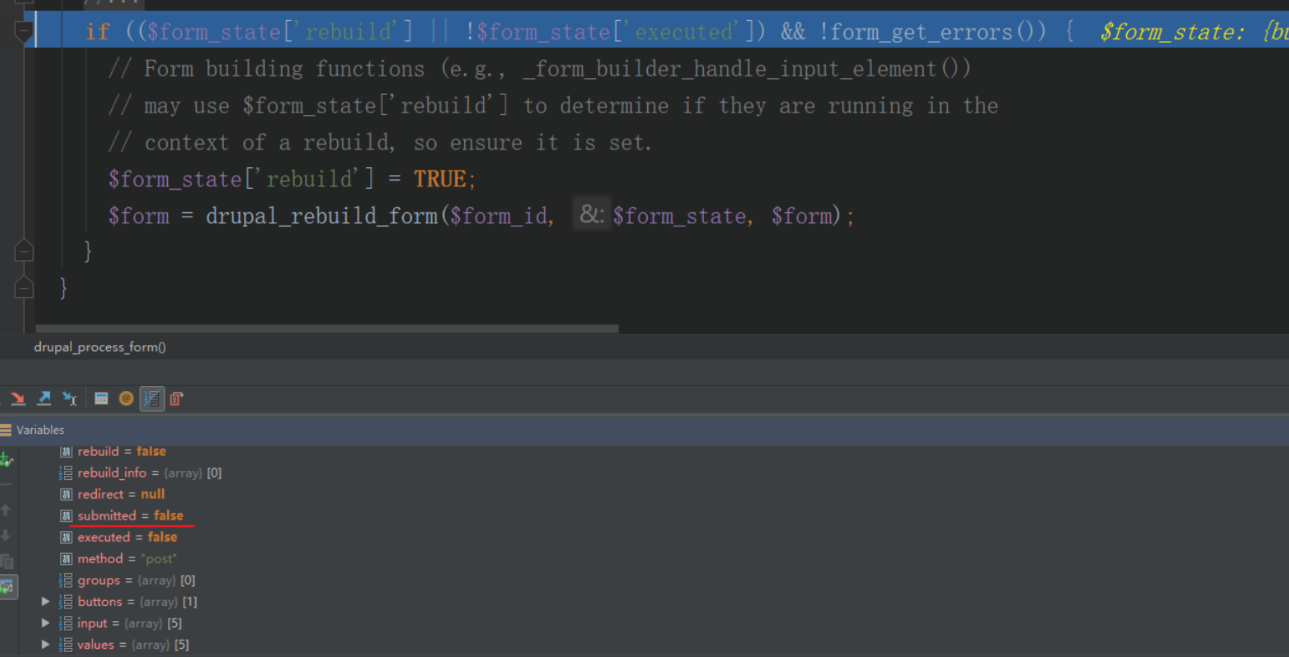 //...
if (($form_state['rebuild'] || !$form_state['executed']) && !form_get_errors()) { $form_state: {bu
// Form building functions (e.g., _form_builder_handle_input_element())
// may use $form_state['rebuild'] to determine if they are running in the
// context of a rebuild, so ensure it is set.
$form_state['rebuild'] = TRUE;
$form = drupal_rebuild_form($form_id, &: $form_state, $form);
}
}
drupal_process_form()
Variables
rebuild = false
rebuild_info = {array} [0]
redirect = null
submitted = false
executed = false
method = "post"
groups = {array} [0]
buttons = {array} [1]
input = {array} [5]
values = {array} [5]